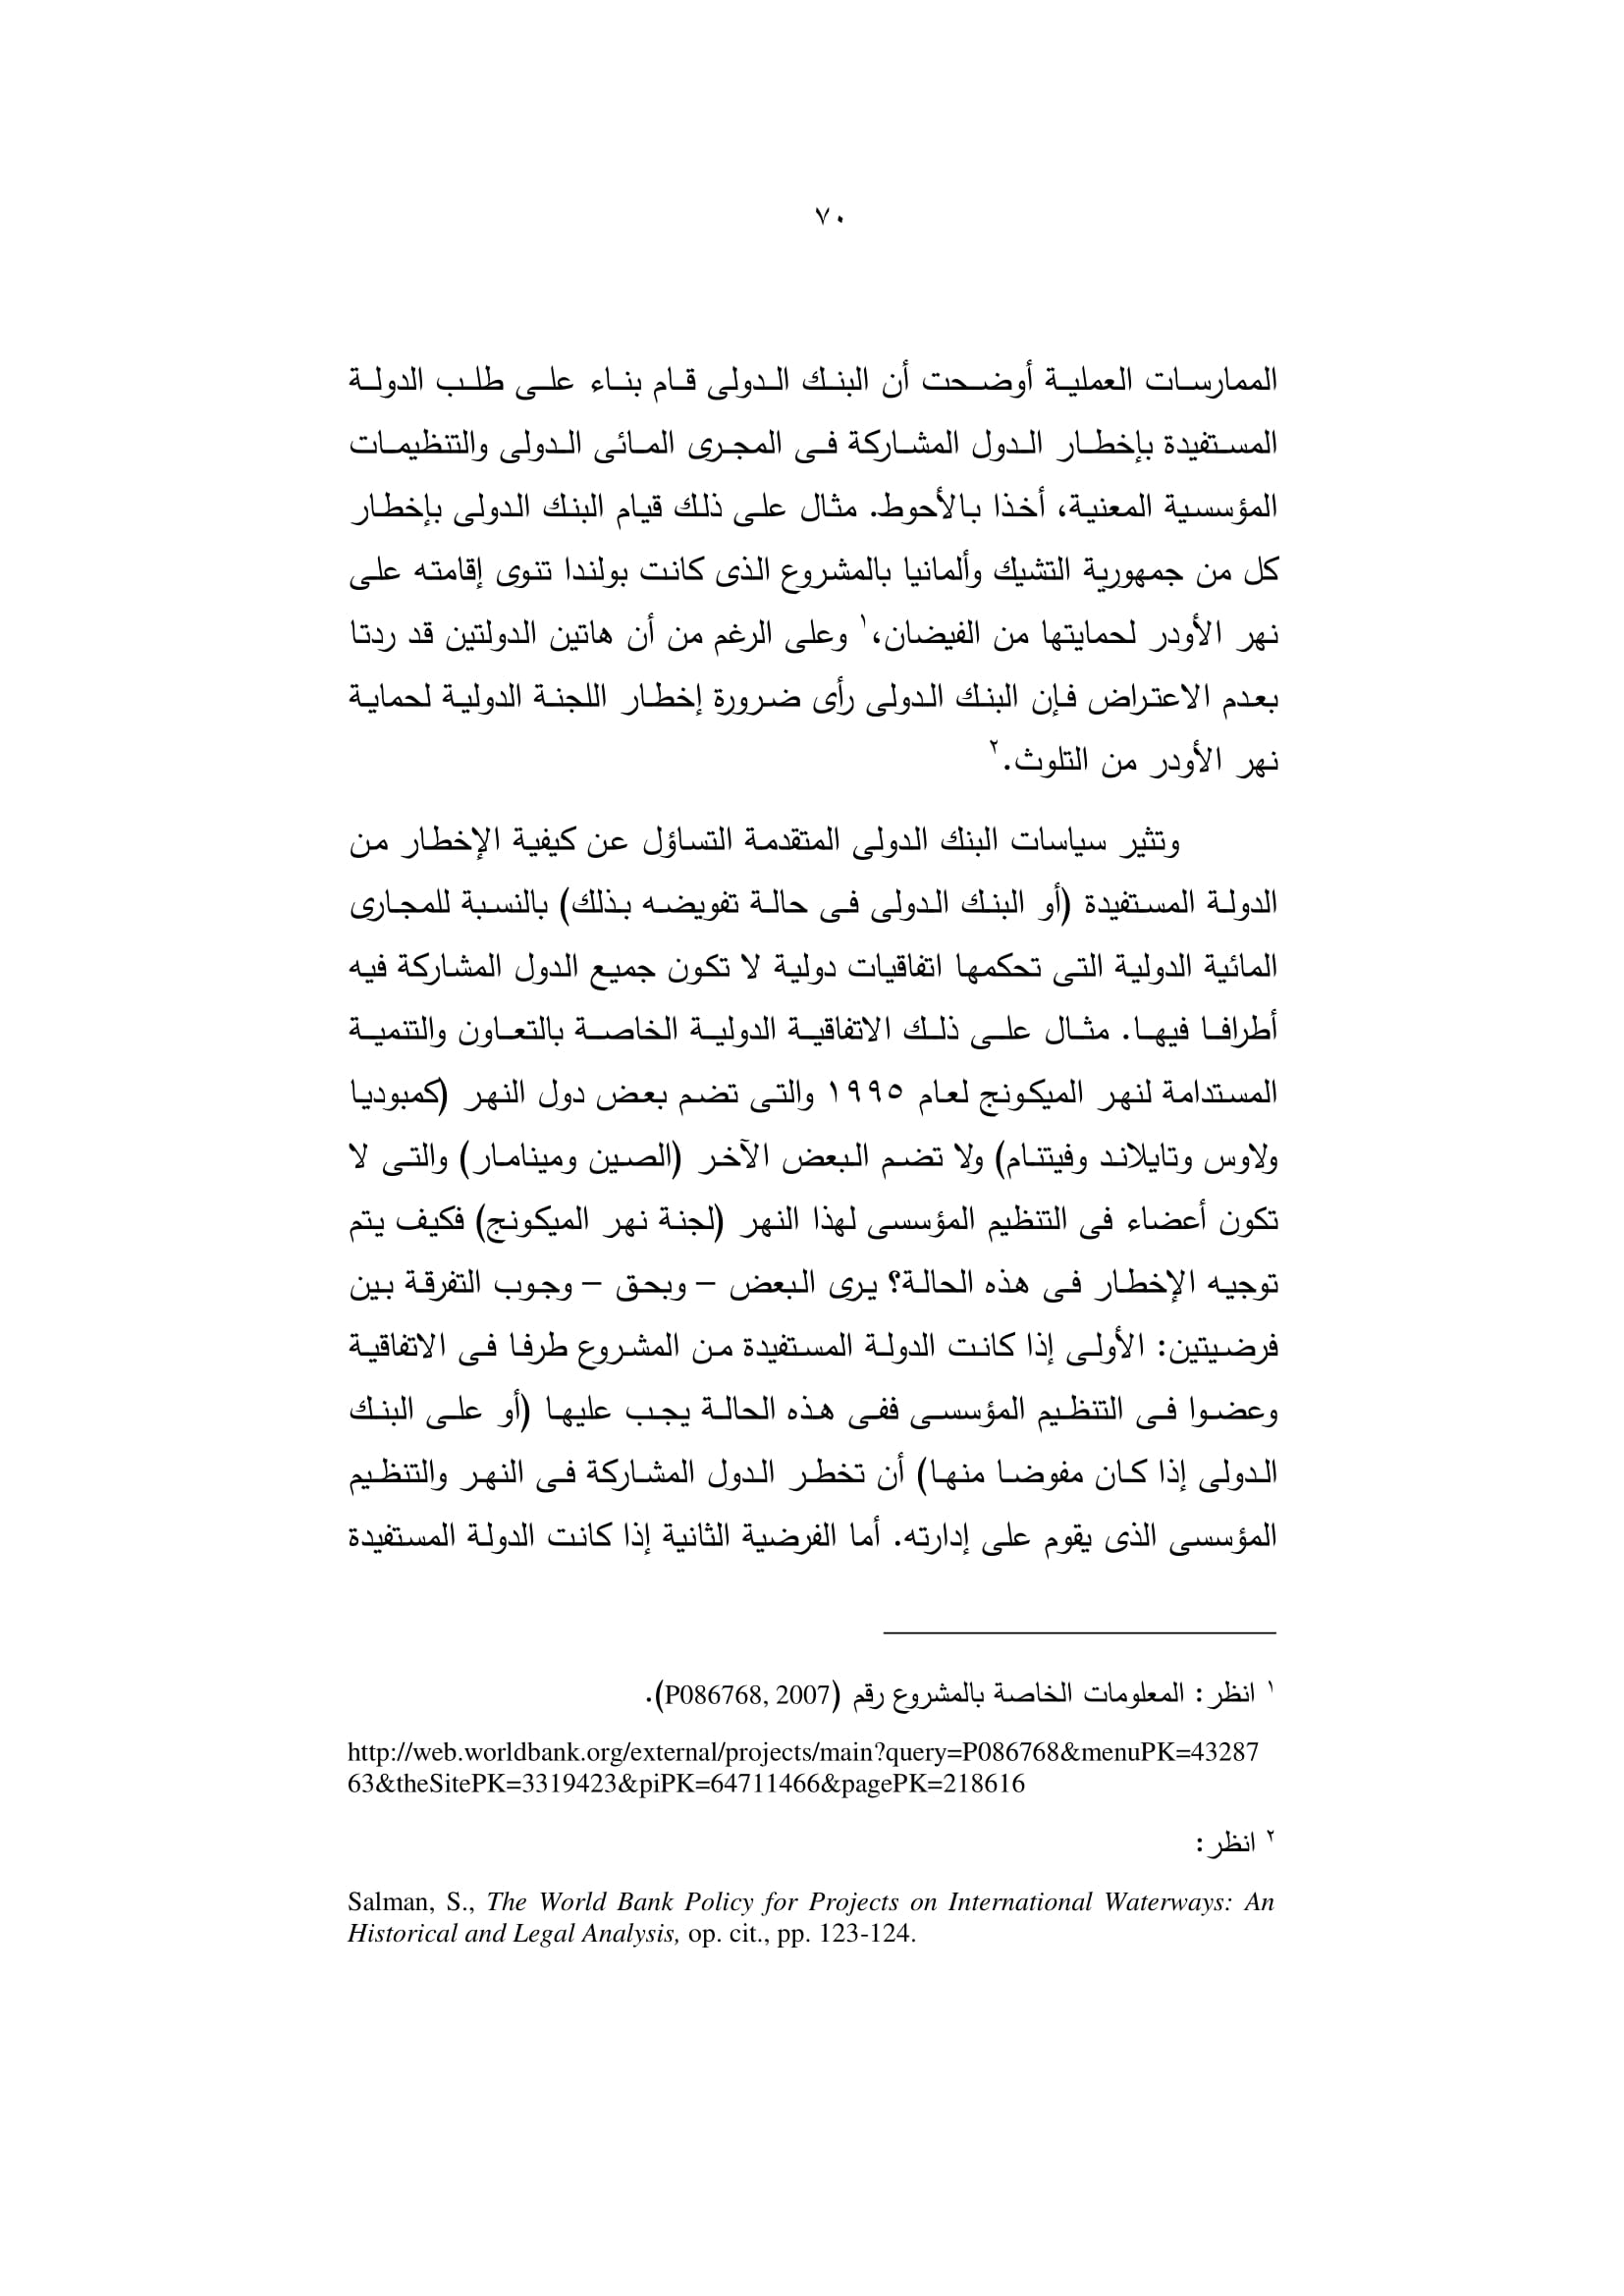 ٧٠
الممارسات العملية أوضحت أن البنك الدولى قام بناء على طلب الدولة
المستفيدة بإخطار الدول المشاركة فى المجرى المائى الدولى والتنظيمات
المؤسسية المعنية، أخذا بالأحوط. مثال على ذلك قيام البنك الدولى بإخطار
كل من جمهورية التشيك وألمانيا بالمشروع الذى كانت بولندا تنوى إقامته على
نهر الأودر لحمايتها من الفيضان،١ وعلى الرغم من أن هاتين الدولتين قد ردتا
بعدم الاعتراض فإن البنك الدولى رأى ضرورة إخطار اللجنة الدولية لحماية
نهر الأودر من التلوث.٢
وتثير سياسات البنك الدولى المتقدمة التساؤل عن كيفية الإخطار من
الدولة المستفيدة (أو البنك الدولى فى حالة تفويضه بذلك) بالنسبة للمجارى
المائية الدولية التى تحكمها اتفاقيات دولية لا تكون جميع الدول المشاركة فيه
أطرافا فيها. مثال على ذلك الاتفاقية الدولية الخاصة بالتعاون والتنمية
المستدامة لنهر الميكونج لعام ١٩٩٥ والتى تضم بعض دول النهر (كمبوديا
ولاوس وتايلاند وفيتنام) ولا تضم البعض الآخر (الصين ومينامار) والتى لا
تكون أعضاء فى التنظيم المؤسسى لهذا النهر (لجنة نهر الميكونج) فكيف يتم
توجيه الإخطار فى هذه الحالة؟ يرى البعض – وبحق – وجوب التفرقة بين
فرضيتين: الأولى إذا كانت الدولة المستفيدة من المشروع طرفا فى الاتفاقية
وعضوا فى التنظيم المؤسسى ففى هذه الحالة يجب عليها (أو على البنك
الدولى إذا كان مفوضا منها) أن تخطر الدول المشاركة فى النهر والتنظيم
المؤسسى الذى يقوم على إدارته. أما الفرضية الثانية إذا كانت الدولة المستفيدة
١ انظر: المعلومات الخاصة بالمشروع رقم (P086768, 2007).
http://web.worldbank.org/external/projects/main?query=P086768&menuPK=43287
63&theSitePK=3319423&piPK=64711466&pagePK=218616
٢ انظر:
Salman, S., The World Bank Policy for Projects on International Waterways: An
Historical and Legal Analysis, op. cit., pp. 123-124.